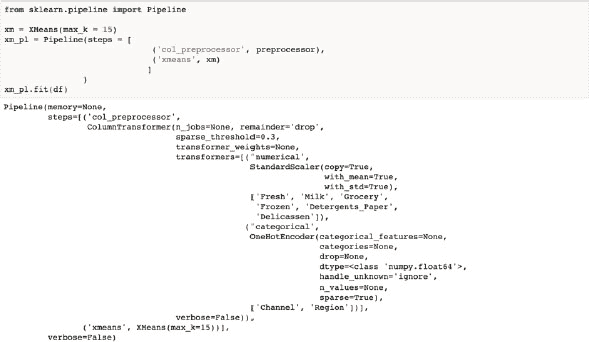 from sklearn.pipeline import Pipeline
xm = XMeans(max_k = 15)
xm_pl = Pipeline(steps = [
('col_preprocessor', preprocessor),
('xmeans', xm)
]
)
xm_pl.fit(df)
Pipeline(memory=None,
steps=[('col_preprocessor',
ColumnTransformer(n_jobs=None, remainder='drop',
sparse_threshold=0.3,
transformer_weights=None,
transformers=[('numerical',
StandardScaler(copy=True,
with_mean=True,
with_std=True),
['Fresh', 'Milk', 'Grocery',
'Frozen', 'Detergents_Paper',
'Delicassen']),
('categorical',
OneHotEncoder(categorical_features=None,
categories=None,
drop=None,
dtype=<class 'numpy.float64'>,
handle_unknown='ignore',
n_values=None,
sparse=True),
['Channel', 'Region'])],
verbose=False)),
('xmeans', XMeans(max_k=15))],
verbose=False)